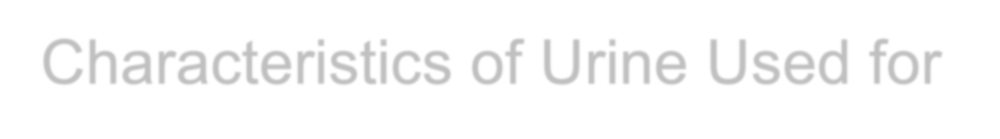 Characteristics of Urine Used for